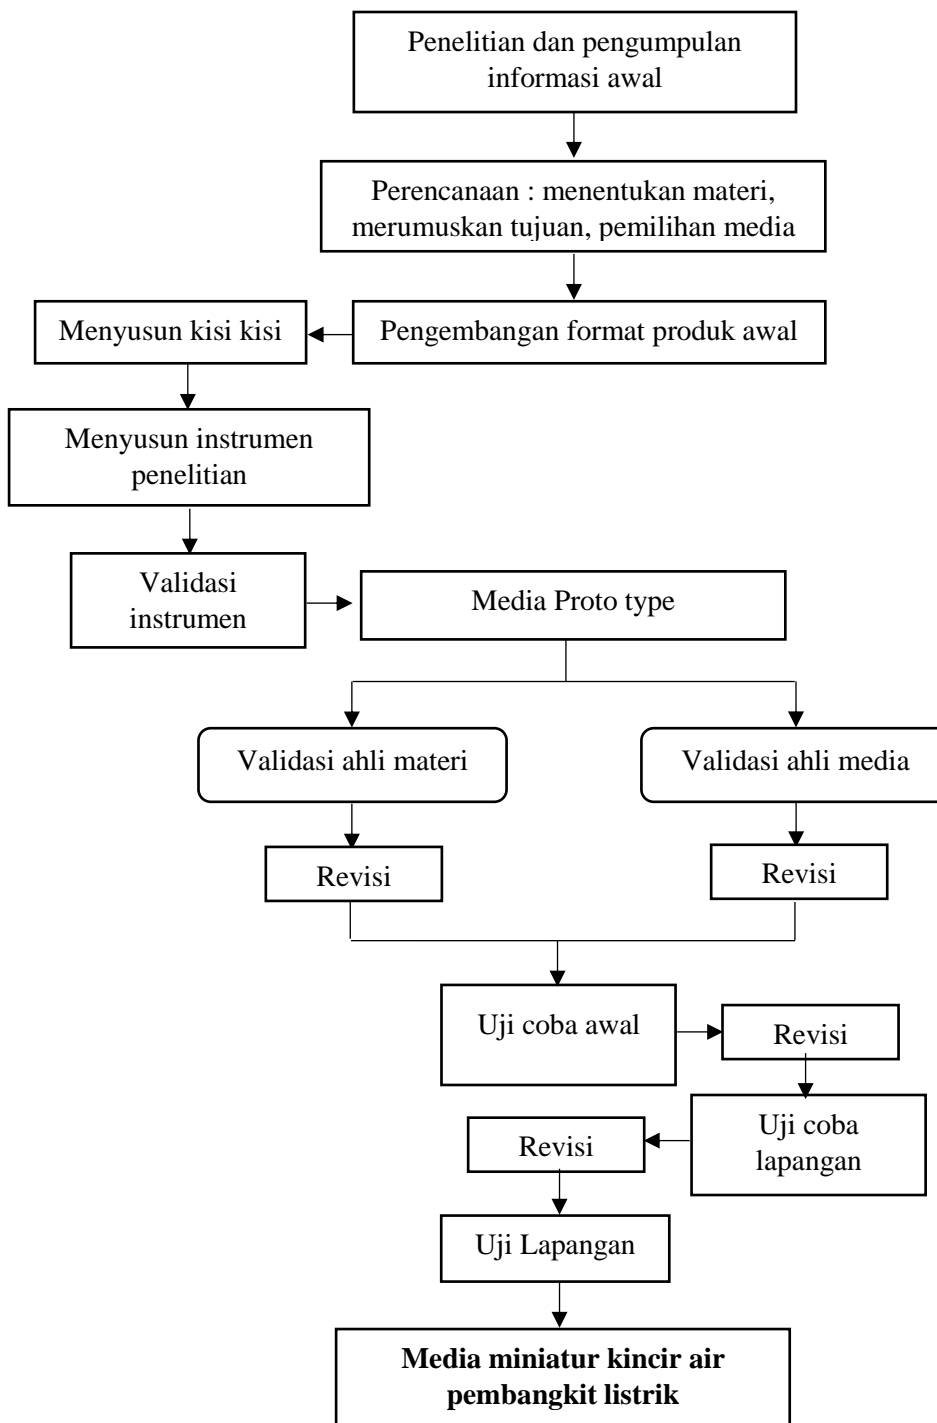 Penelitian dan pengumpulan
informasi awal
Perencanaan : menentukan materi,
merumuskan tujuan, pemilihan media
Menyusun kisi kisi
Pengembangan format produk awal
Menyusun instrumen
penelitian
Validasi
instrumen
Media Proto type
Validasi ahli materi
Validasi ahli media
Revisi
Revisi
Uji coba awal
Revisi
Uji coba
lapangan
Revisi
Uji Lapangan
Media miniatur kincir air
pembangkit listrik